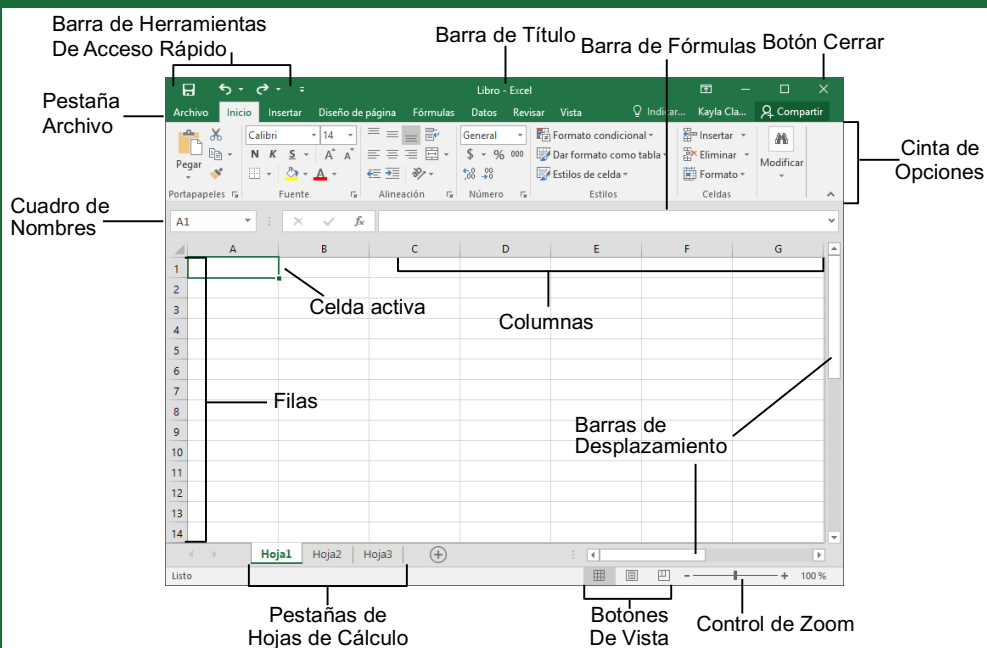 Barra de Herramientas
De Acceso Rápido
Barra de Título
Barra de Fórmulas
Botón Cerrar
Pestaña
Archivo
Libro - Excel
Archivo Inicio Insertar Diseño de página Fórmulas Datos Revisar Vista Indicar... Kayla Cla... Compartir
Pegar
Calibri 14
N K S A A
A
General
$ % 000
,00 ,0
Formato condicional
Dar formato como tabla
Estilos de celda
Insertar
Eliminar
Formato
Modificar
Portapapeles Fuente Alineación Número Estilos Celdas
Cinta de
Opciones
Cuadro de
Nombres
A1 fx
A B C D E F G
1
2
3
4
5
6
7
8
9
10
11
12
13
14
Celda activa
Columnas
Filas
Barras de
Desplazamiento
Hoja1 Hoja2 Hoja3
Listo 100 %
Pestañas de
Hojas de Cálculo
Botones
De Vista
Control de Zoom